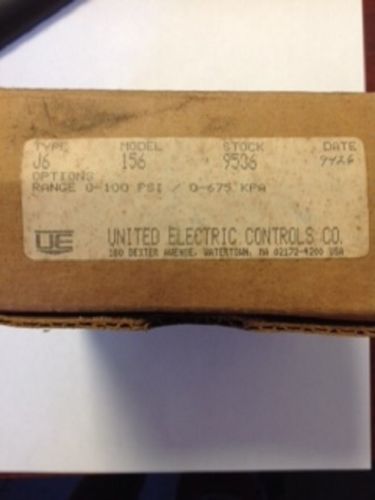 TYPE MODEL STOCK DATE
J6 156 9536 9426
OPTIONS
RANGE 0-100 PSI / 0-675 KPA
UE UNITED ELECTRIC CONTROLS CO.
180 DEXTER AVENUE, WATERTOWN, MA 02172-4200 USA